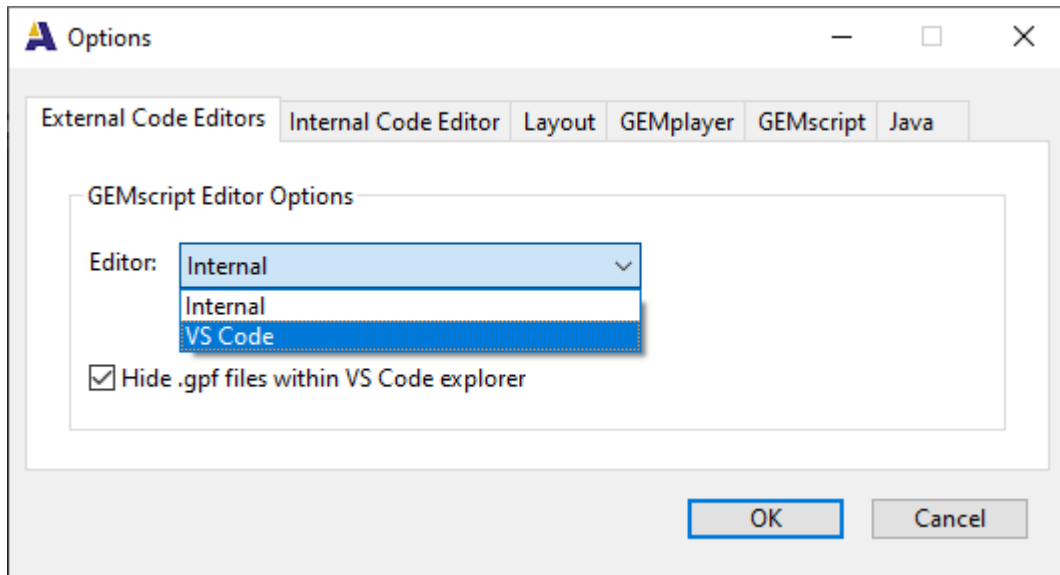 Options
External Code Editors Internal Code Editor Layout GEMplayer GEMscript Java
GEMscript Editor Options
Editor: Internal
Internal
VS Code
Hide .gpf files within VS Code explorer
OK Cancel